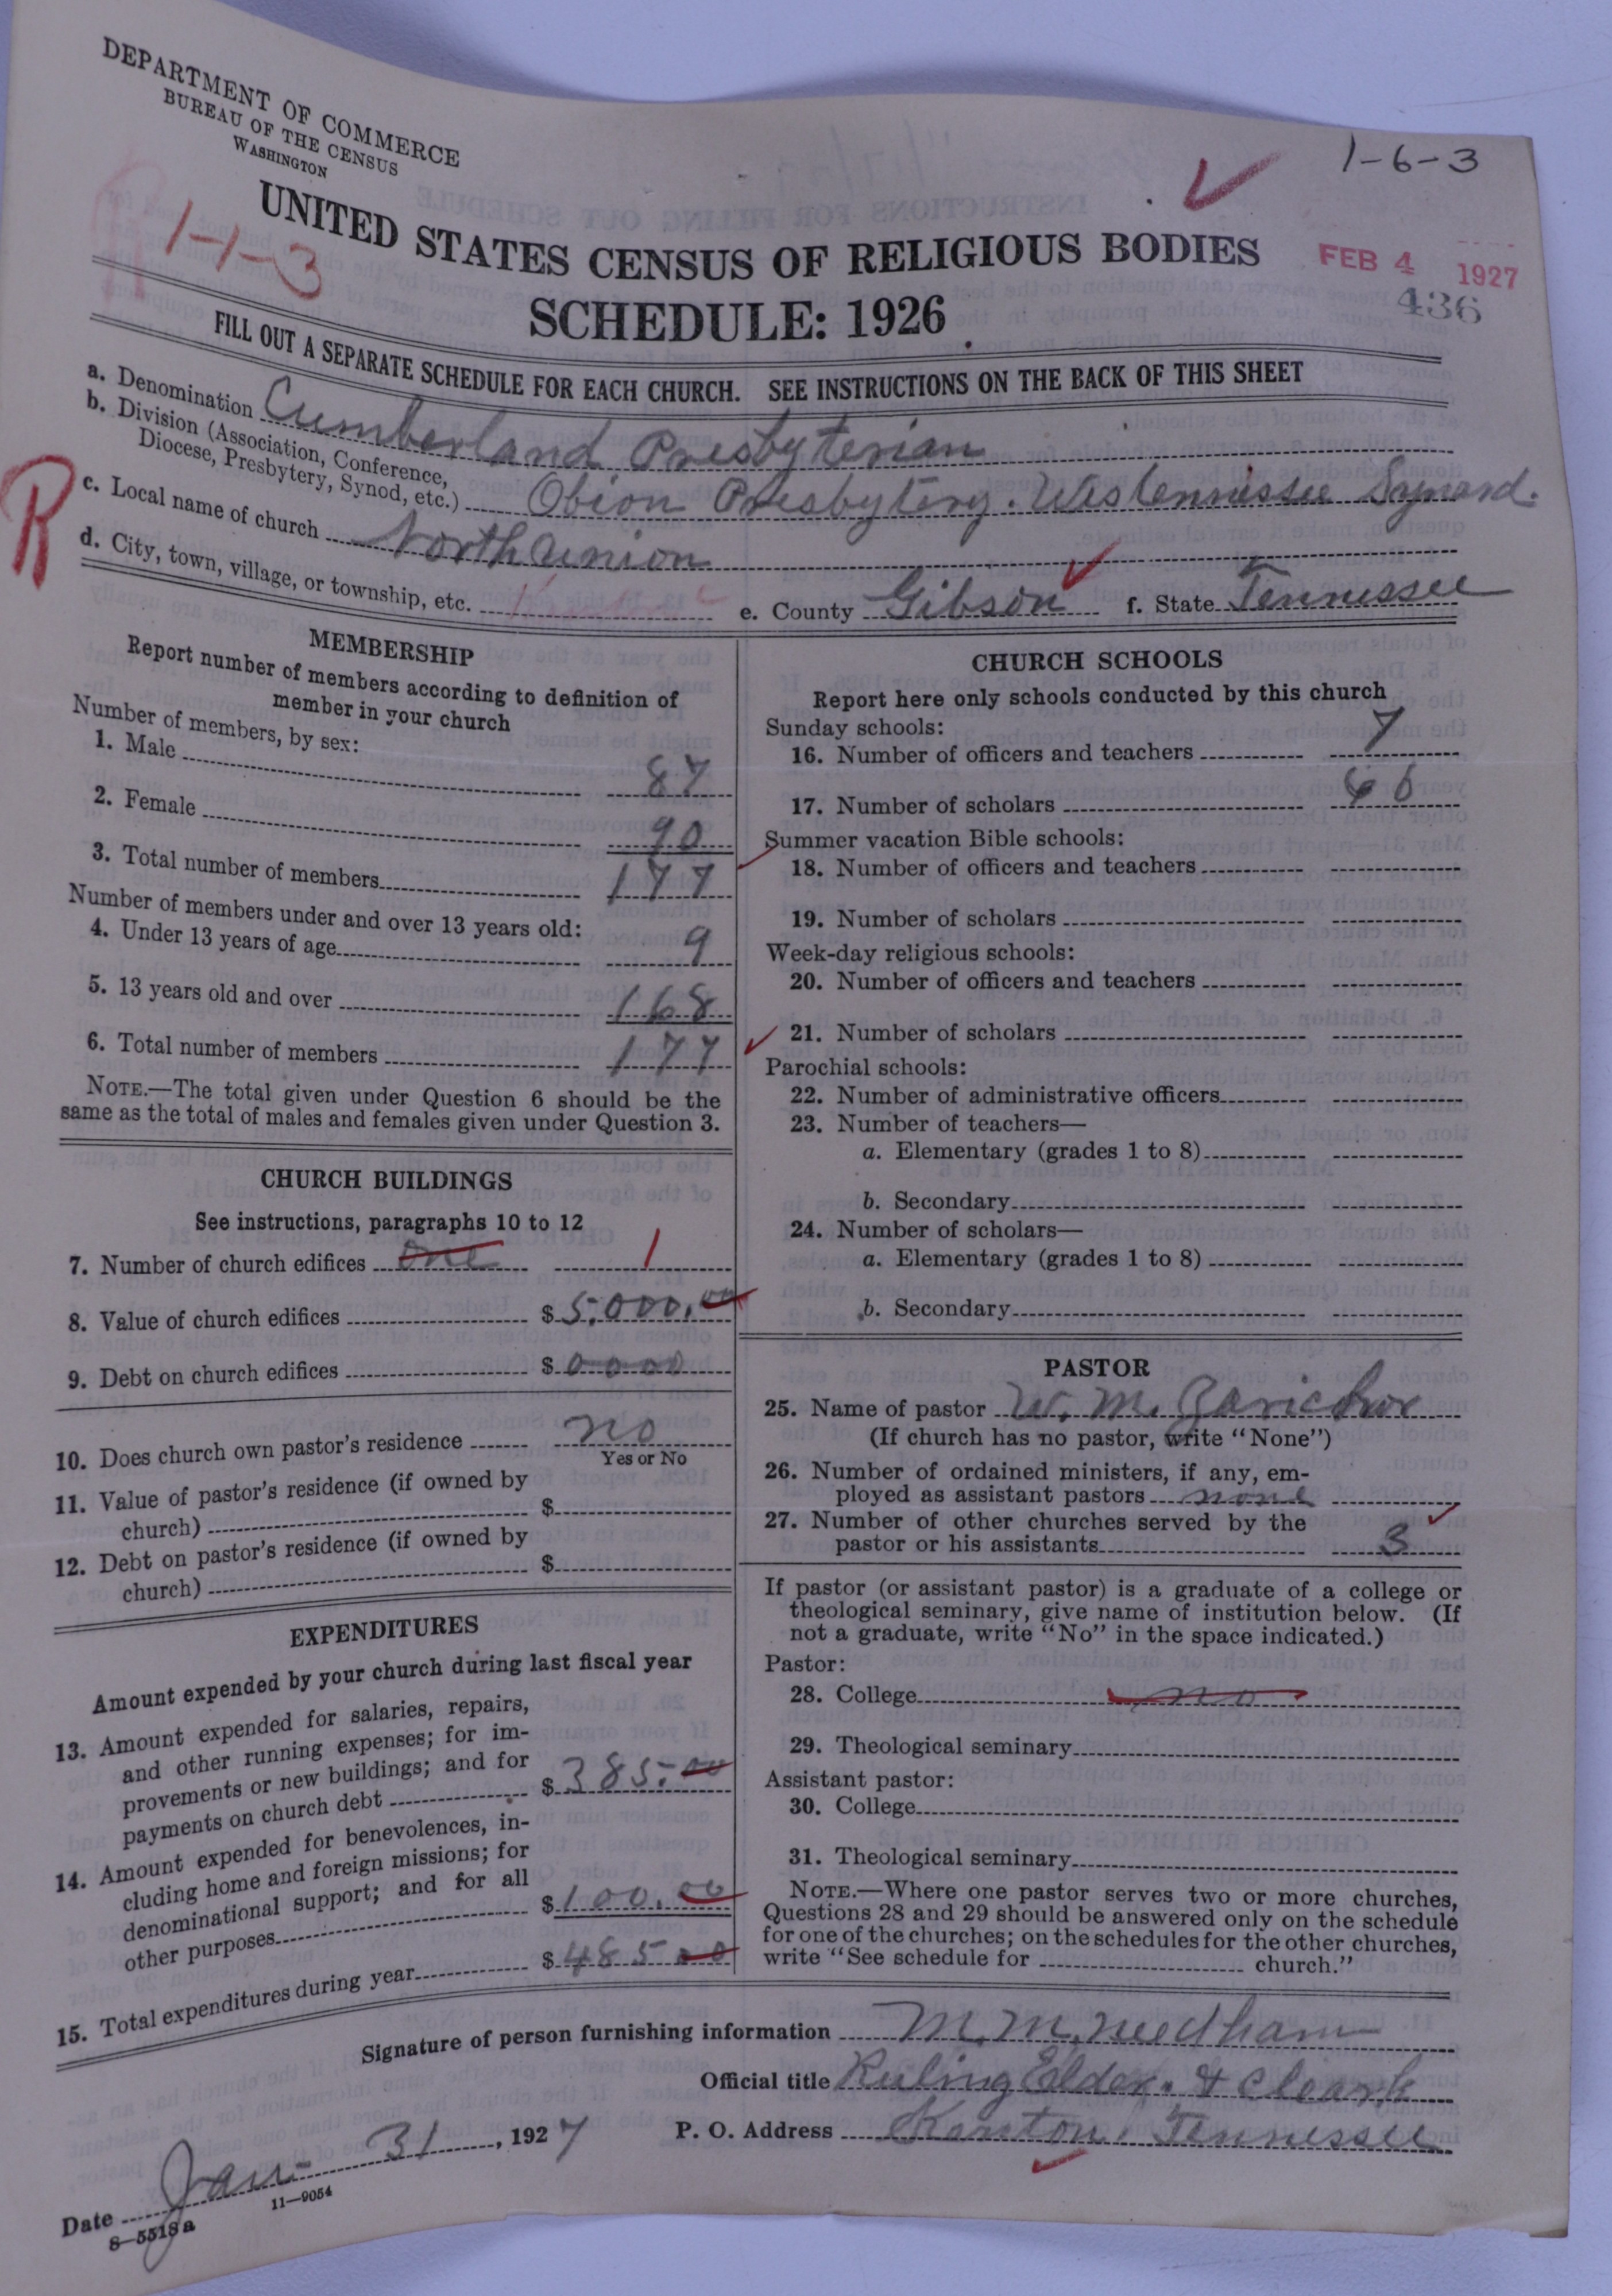 DEPARTMENT OF COMMERCE
BUREAU OF THE CENSUS
WASHINGTON
1-6-3
1-1-3
UNITED STATES CENSUS OF RELIGIOUS BODIES
FEB 4 1927
SCHEDULE: 1926
436
FILL OUT A SEPARATE SCHEDULE FOR EACH CHURCH. SEE INSTRUCTIONS ON THE BACK OF THIS SHEET
a. Denomination Cumberland Presbyterian
b. Division (Association, Conference,
Diocese, Presbytery, Synod, etc.) Obion Presbytery. Westennissee Synard.
R
c. Local name of church North union
d. City, town, village, or township, etc. e. County Gibson f. State Tennessee
MEMBERSHIP
Report number of members according to definition of
member in your church
Number of members, by sex:
1. Male 87
2. Female 90
3. Total number of members 177
Number of members under and over 13 years old:
4. Under 13 years of age 9
5. 13 years old and over 168
6. Total number of members 177
NOTE.—The total given under Question 6 should be the
same as the total of males and females given under Question 3.
CHURCH BUILDINGS
See instructions, paragraphs 10 to 12
7. Number of church edifices one 1
8. Value of church edifices $ 5,000.00
9. Debt on church edifices $ 0000
10. Does church own pastor's residence no
Yes or No
11. Value of pastor's residence (if owned by
church) $
12. Debt on pastor's residence (if owned by
church) $
EXPENDITURES
Amount expended by your church during last fiscal year
13. Amount expended for salaries, repairs,
and other running expenses; for im-
provements or new buildings; and for
payments on church debt $ 385.00
14. Amount expended for benevolences, in-
cluding home and foreign missions; for
denominational support; and for all
other purposes $ 100.00
15. Total expenditures during year $ 485 00
CHURCH SCHOOLS
Report here only schools conducted by this church
Sunday schools:
16. Number of officers and teachers 7
17. Number of scholars 66
Summer vacation Bible schools:
18. Number of officers and teachers
19. Number of scholars
Week-day religious schools:
20. Number of officers and teachers
21. Number of scholars
Parochial schools:
22. Number of administrative officers
23. Number of teachers—
a. Elementary (grades 1 to 8)
b. Secondary
24. Number of scholars—
a. Elementary (grades 1 to 8)
b. Secondary
PASTOR
25. Name of pastor W. M.
(If church has no pastor, write "None")
26. Number of ordained ministers, if any, em-
ployed as assistant pastors none
27. Number of other churches served by the
pastor or his assistants 3
If pastor (or assistant pastor) is a graduate of a college or
theological seminary, give name of institution below. (If
not a graduate, write "No" in the space indicated.)
Pastor:
28. College no
29. Theological seminary
Assistant pastor:
30. College
31. Theological seminary
NOTE.—Where one pastor serves two or more churches,
Questions 28 and 29 should be answered only on the schedule
for one of the churches; on the schedules for the other churches,
write "See schedule for church."
Signature of person furnishing information M. M. Needham
Official title Ruling Elder. & Cleark
Date Jan- 31, 1927 P. O. Address Kenton, Tennessee
8-5518a 11-9054